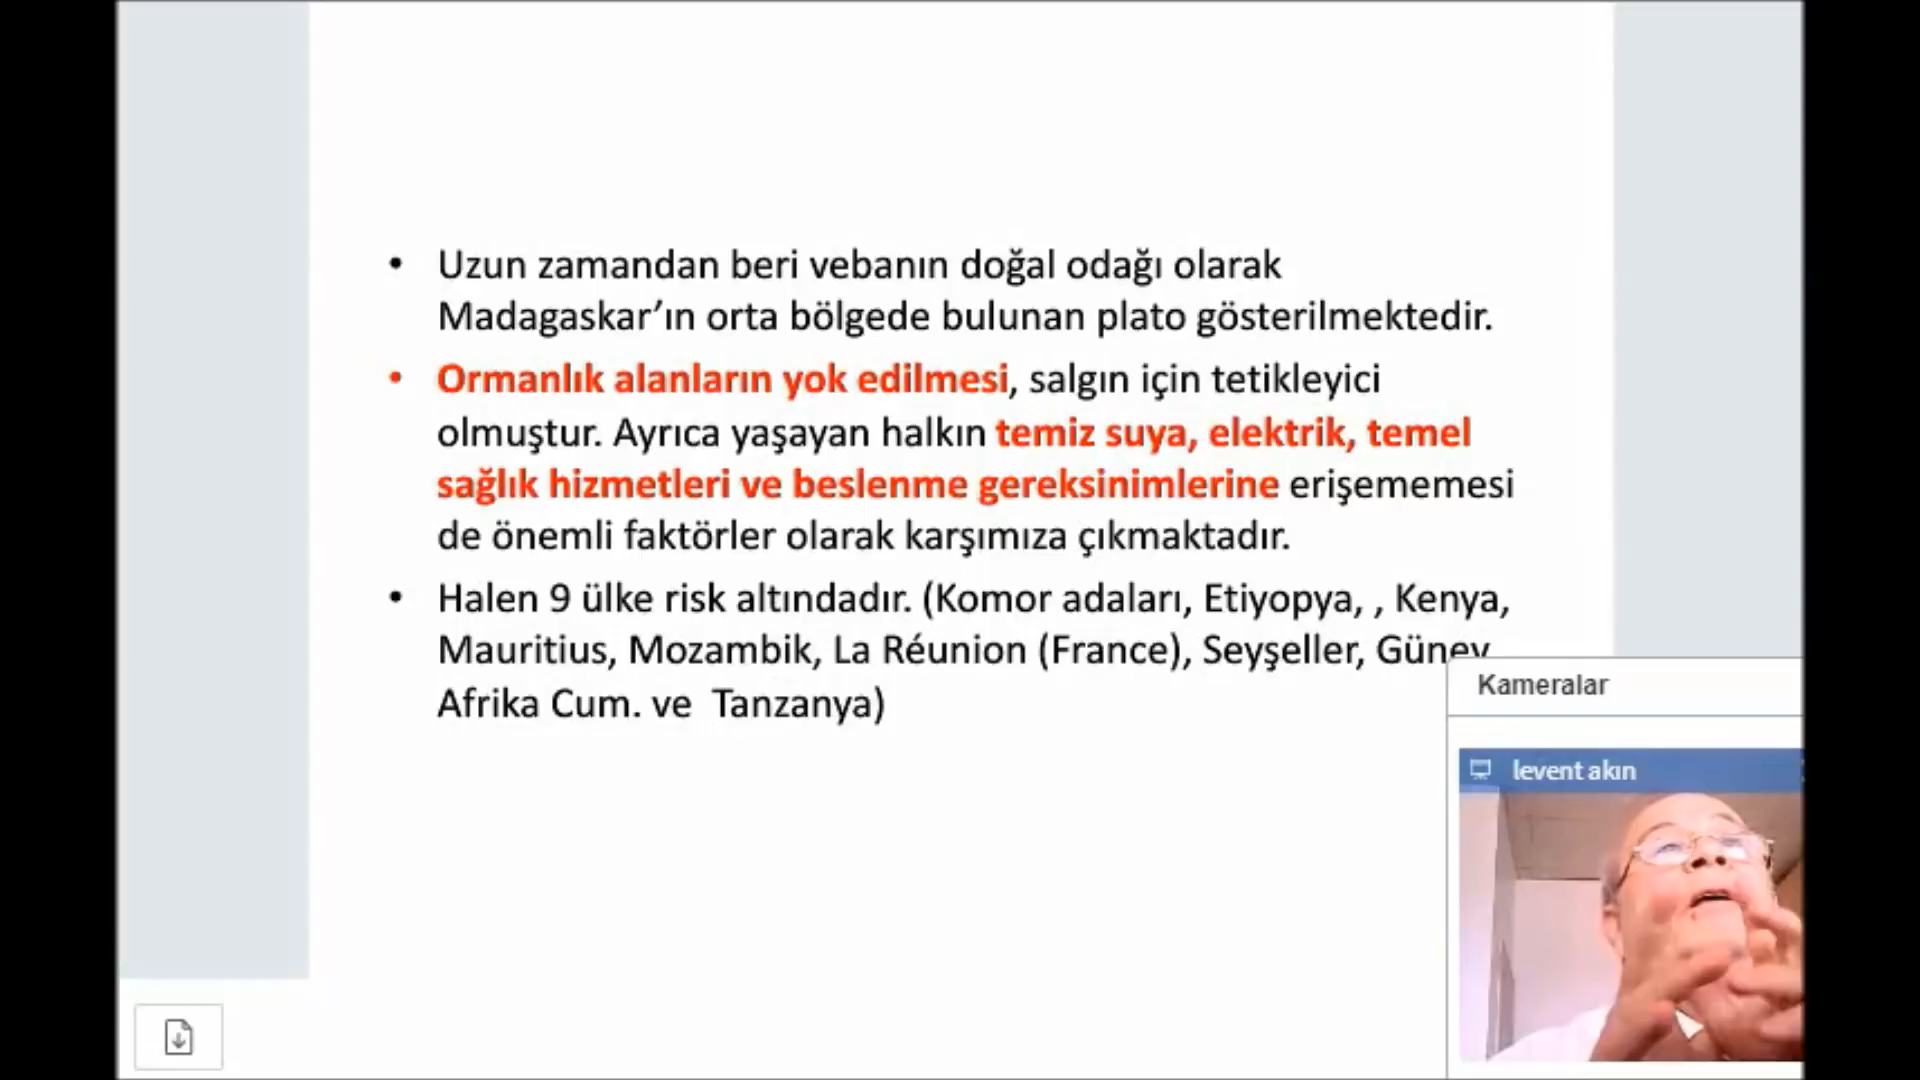 • Uzun zamandan beri vebanın doğal odağı olarak
Madagaskar’ın orta bölgede bulunan plato gösterilmektedir.
• Ormanlık alanların yok edilmesi, salgın için tetikleyici
olmuştur. Ayrıca yaşayan halkın temiz suya, elektrik, temel
sağlık hizmetleri ve beslenme gereksinimlerine erişememesi
de önemli faktörler olarak karşımıza çıkmaktadır.
• Halen 9 ülke risk altındadır. (Komor adaları, Etiyopya, , Kenya,
Mauritius, Mozambik, La Réunion (France), Seyşeller, Güney
Afrika Cum. ve Tanzanya)
Kameralar
levent akın